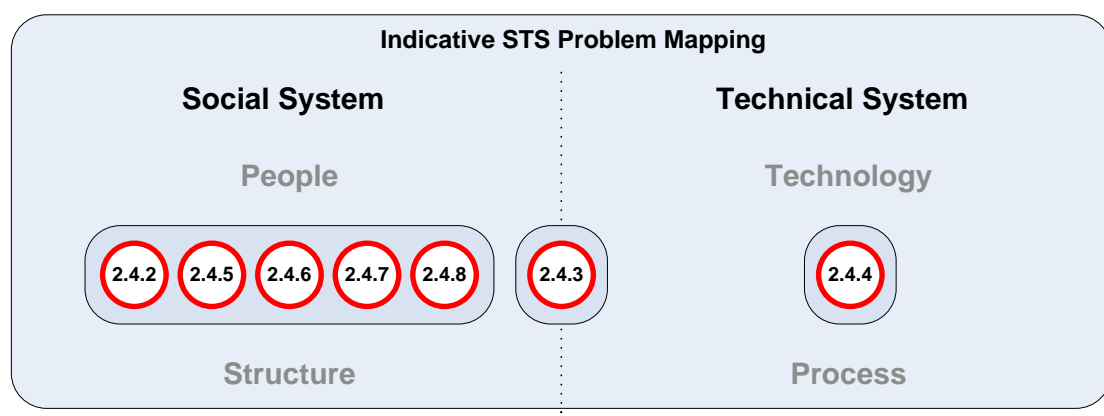 Indicative STS Problem Mapping
Social System
Technical System
People
Technology
2.4.2 2.4.5 2.4.6 2.4.7 2.4.8 2.4.3 2.4.4
Structure
Process